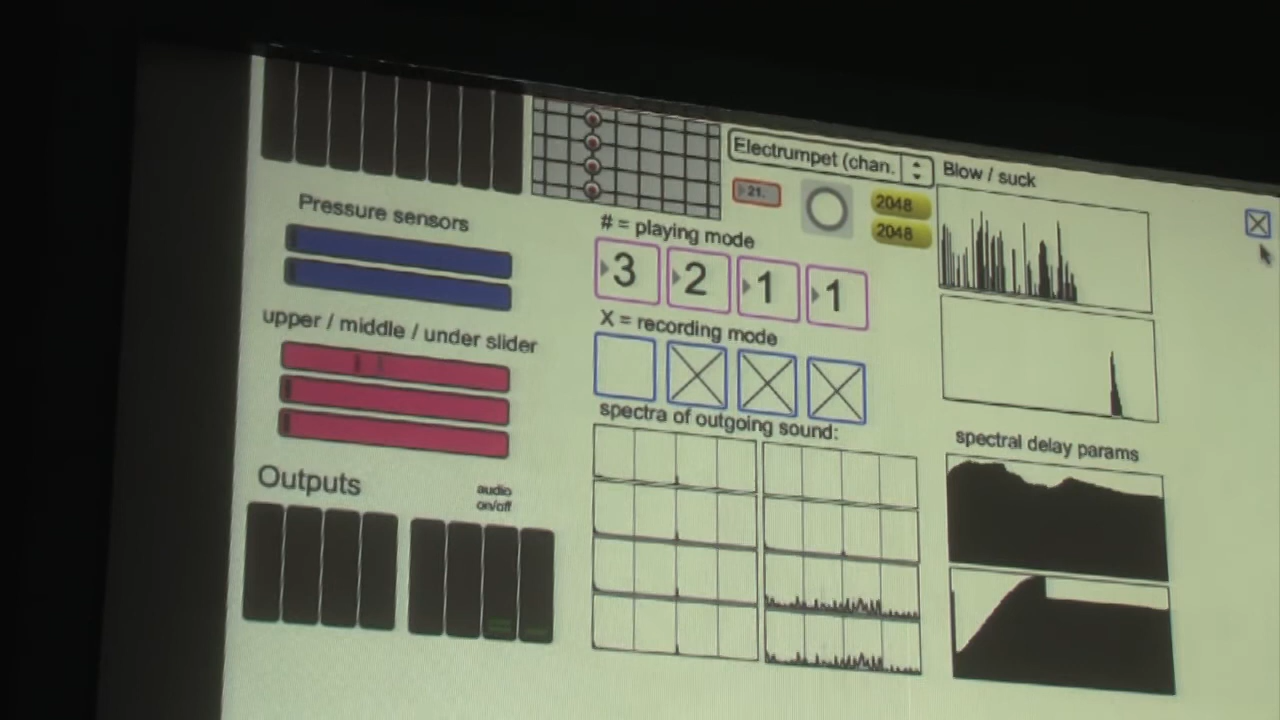 Electrumpet (chan.
Blow / suck
21.
2048
2048
Pressure sensors
# = playing mode
3 2 1 1
upper / middle / under slider
X = recording mode
spectra of outgoing sound:
spectral delay params
Outputs
audio
on/off